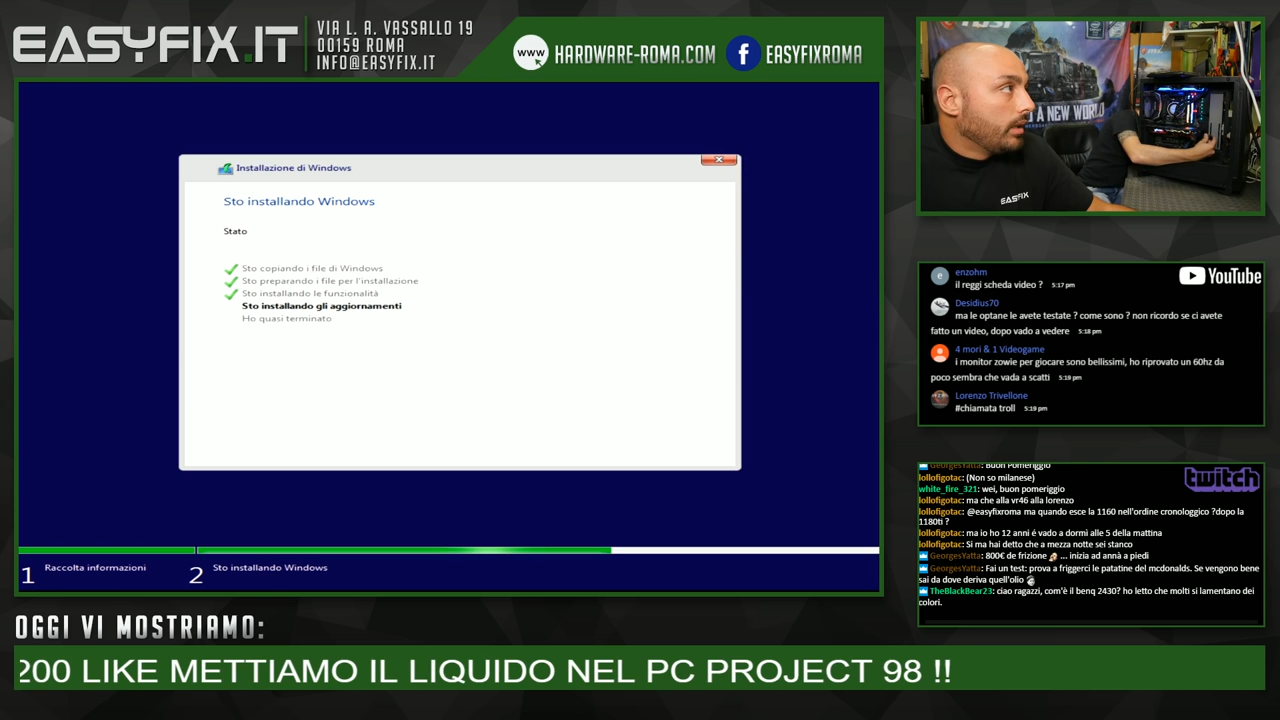 EASYFIX.IT
VIA L. A. VASSALLO 19
00159 ROMA
INFO@EASYFIX.IT
www
HARDWARE-ROMA.COM
f
EASYFIXROMA
Installazione di Windows
Sto installando Windows
Stato
Sto copiando i file di Windows
Sto preparando i file per l'installazione
Sto installando le funzionalità
Sto installando gli aggiornamenti
Ho quasi terminato
1 Raccolta informazioni
2 Sto installando Windows
A NEW WORLD
EASFIX
YouTube
e enzohm
il reggi scheda video ? 5:17 pm
Desidius70
ma le optane le avete testate ? come sono ? non ricordo se ci avete
fatto un video, dopo vado a vedere 5:18 pm
4 mori & 1 Videogame
i monitor zowie per giocare sono bellissimi, ho riprovato un 60hz da
poco sembra che vada a scatti 5:19 pm
Lorenzo Trivellone
#chiamata troll 5:19 pm
twitch
GeorgesYatta: Buon Pomeriggio
lollofigotac: (Non so milanese)
white_fire_321: wei, buon pomeriggio
lollofigotac: ma che alla vr46 alla lorenzo
lollofigotac: @easyfixroma ma quando esce la 1160 nell'ordine cronologgico ?dopo la
1180ti ?
lollofigotac: ma io ho 12 anni é vado a dormì alle 5 della mattina
lollofigotac: Si ma hai detto che a mezza notte sei stanco
GeorgesYatta: 800€ de frizione ... inizia ad annà a piedi
GeorgesYatta: Fai un test: prova a friggerci le patatine del mcdonalds. Se vengono bene
sai da dove deriva quell'olio
TheBlackBear23: ciao ragazzi, com'è il benq 2430? ho letto che molti si lamentano dei
colori.
OGGI VI MOSTRIAMO:
200 LIKE METTIAMO IL LIQUIDO NEL PC PROJECT 98 !!